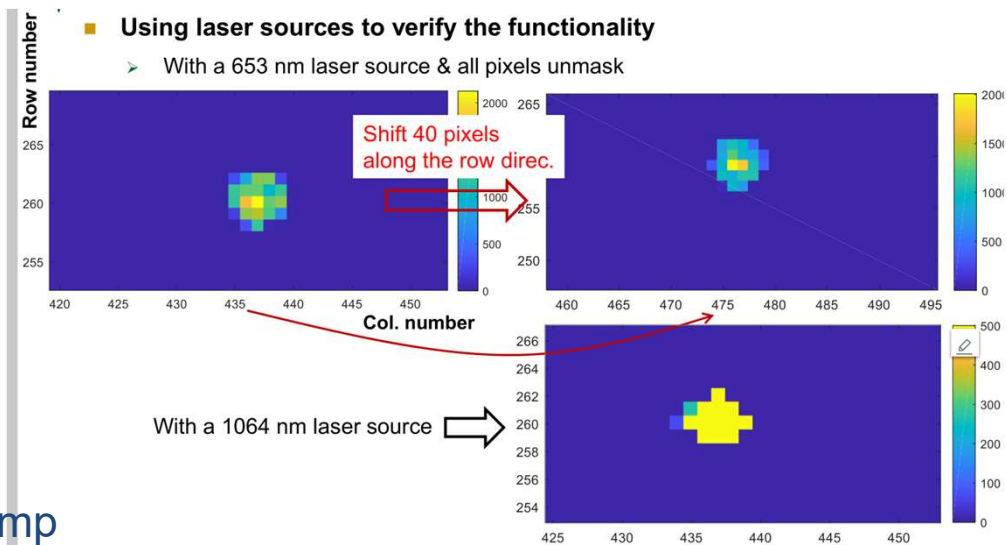 Using laser sources to verify the functionality
With a 653 nm laser source & all pixels unmask
Row number
265
260
255
420 425 430 435 440 445 450
2000
1000
500
0
Shift 40 pixels
along the row direc.
265
255
250
460 465 470 475 480 485 490 495
2000
1500
1000
500
0
Col. number
With a 1064 nm laser source
266
264
262
260
258
256
254
425 430 435 440 445 450
500
400
300
200
100
0
mp